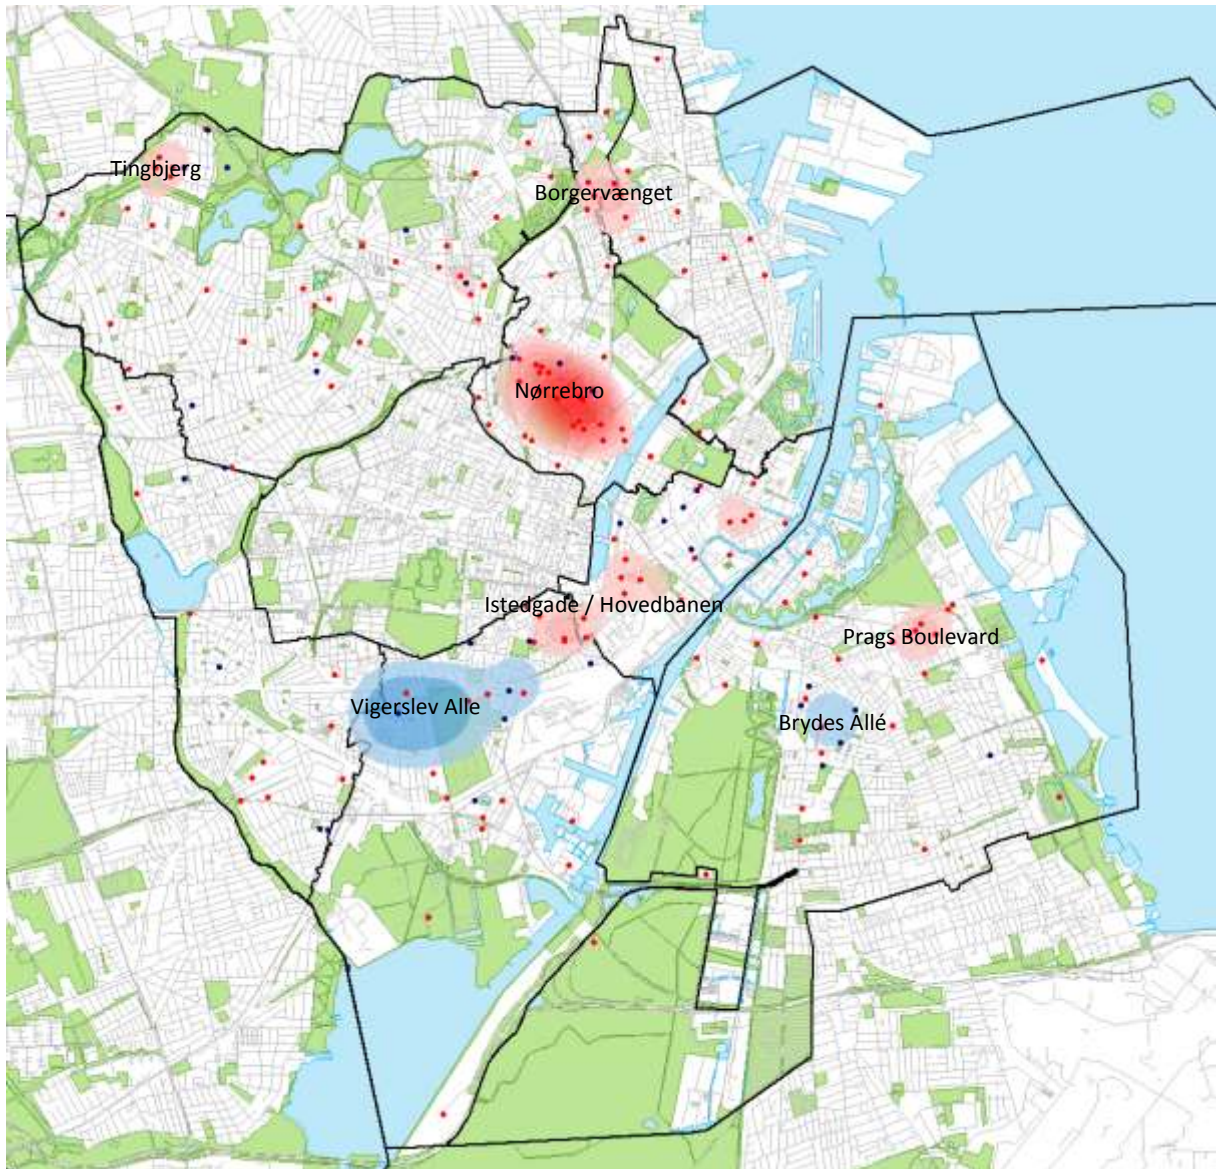 Tingbjerg
Borgervænget
Nørrebro
Istedgade / Hovedbanen
Prags Boulevard
Vigerslev Alle
Brydes Allé